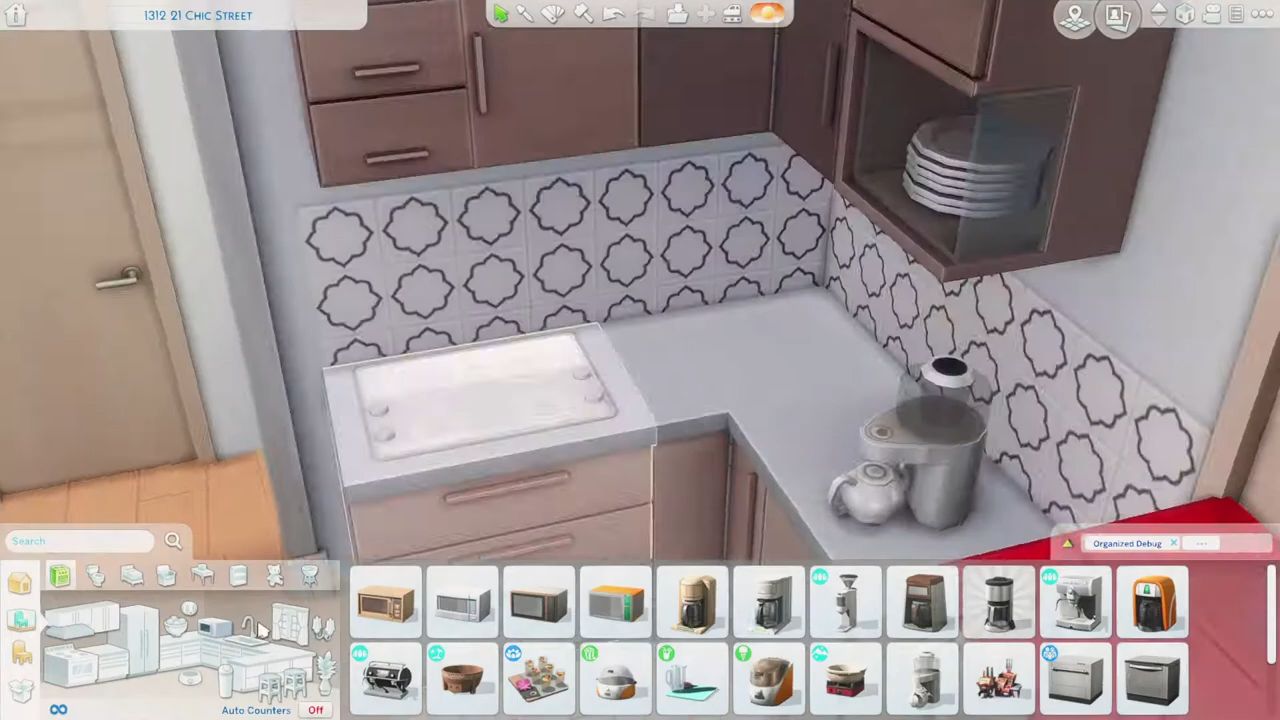 1312 21 Chic Street
Search
Organized Debug
Auto Counters Off